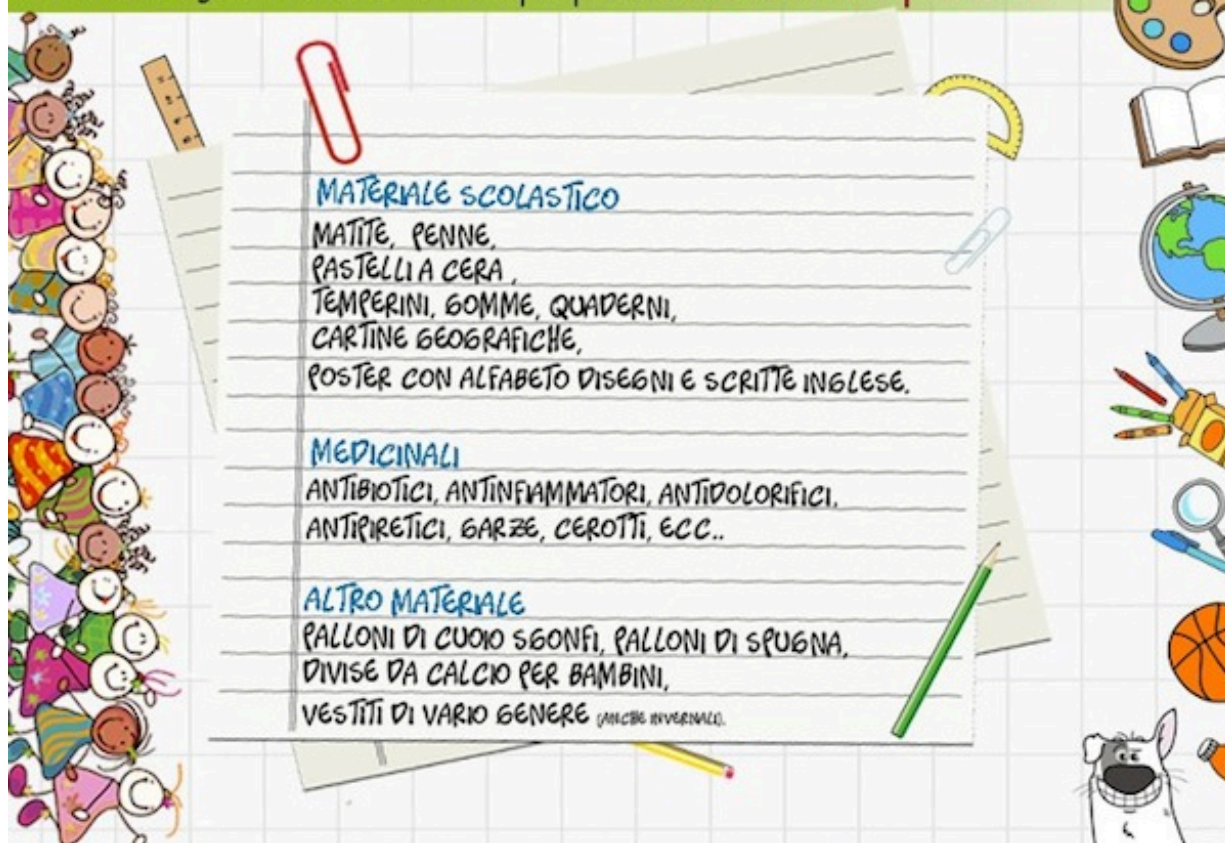 MATERIALE SCOLASTICO
MATITE, PENNE,
PASTELLI A CERA,
TEMPERINI, GOMME, QUADERNI,
CARTINE GEOGRAFICHE,
POSTER CON ALFABETO DISEGNI E SCRITTE INGLESE.
MEDICINALI
ANTIBIOTICI, ANTINFIAMMATORI, ANTIDOLORIFICI,
ANTIPIRETICI, GARZE, CEROTTI, ECC..
ALTRO MATERIALE
PALLONI DI CUOIO SGONFI, PALLONI DI SPUGNA,
DIVISE DA CALCIO PER BAMBINI,
VESTITI DI VARIO GENERE (ANCHE INVERNALI).